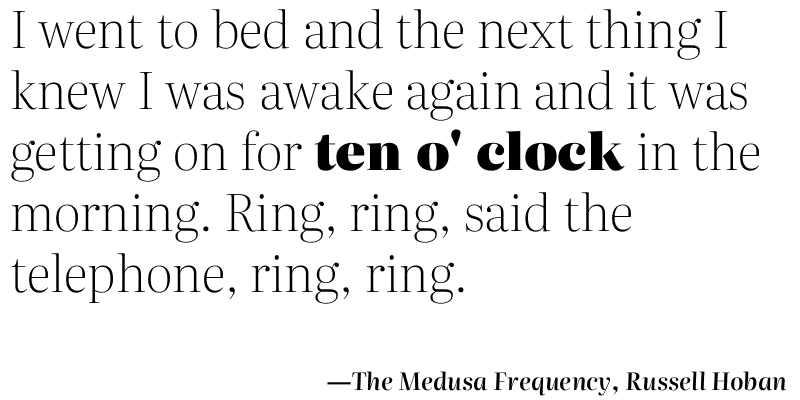 I went to bed and the next thing I
knew I was awake again and it was
getting on for ten o' clock in the
morning. Ring, ring, said the
telephone, ring, ring.
—The Medusa Frequency, Russell Hoban